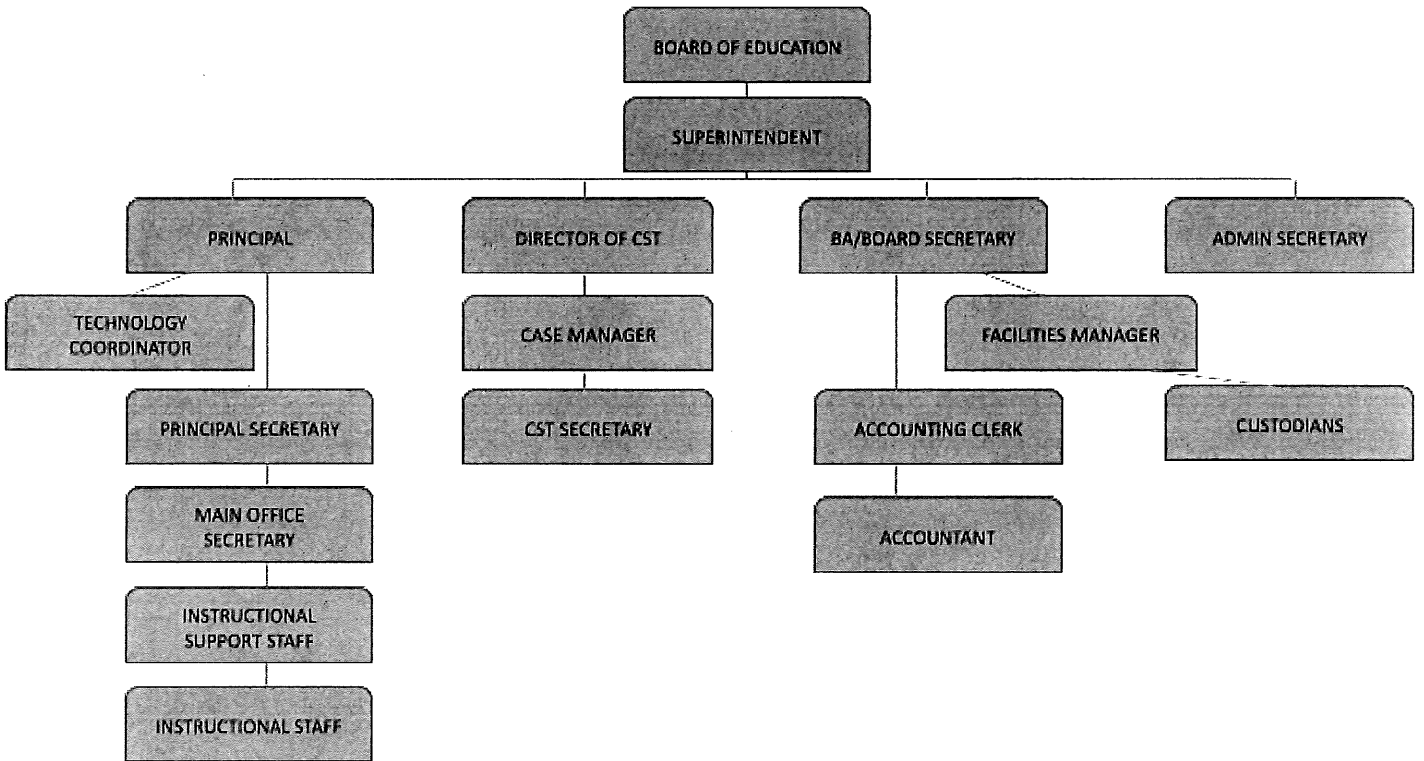 BOARD OF EDUCATION
SUPERINTENDENT
PRINCIPAL
DIRECTOR OF CST
BA/BOARD SECRETARY
ADMIN SECRETARY
TECHNOLOGY
COORDINATOR
CASE MANAGER
FACILITIES MANAGER
PRINCIPAL SECRETARY
CST SECRETARY
ACCOUNTING CLERK
CUSTODIANS
MAIN OFFICE
SECRETARY
ACCOUNTANT
INSTRUCTIONAL
SUPPORT STAFF
INSTRUCTIONAL STAFF